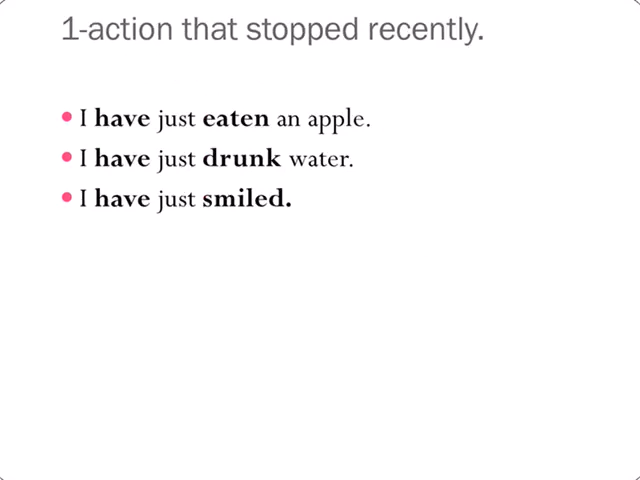 1-action that stopped recently.
• I have just eaten an apple.
• I have just drunk water.
• I have just smiled.